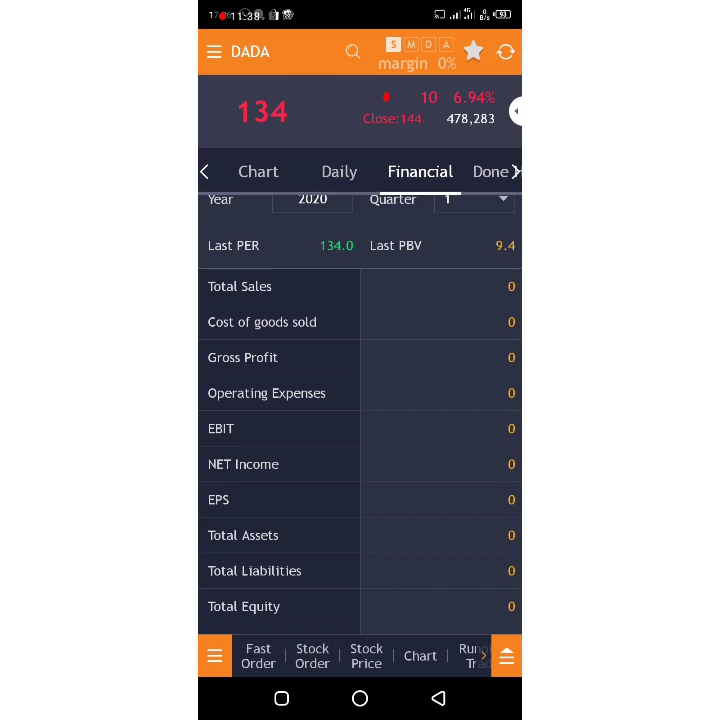 11:38
93
DADA
S M D A
margin 0%
134
10 6.94%
Close:144 478,283
Chart Daily Financial Done
Year 2020 Quarter 1
Last PER 134.0 Last PBV 9.4
Total Sales 0
Cost of goods sold 0
Gross Profit 0
Operating Expenses 0
EBIT 0
NET Income 0
EPS 0
Total Assets 0
Total Liabilities 0
Total Equity 0
Fast Order
Stock Order
Stock Price
Chart